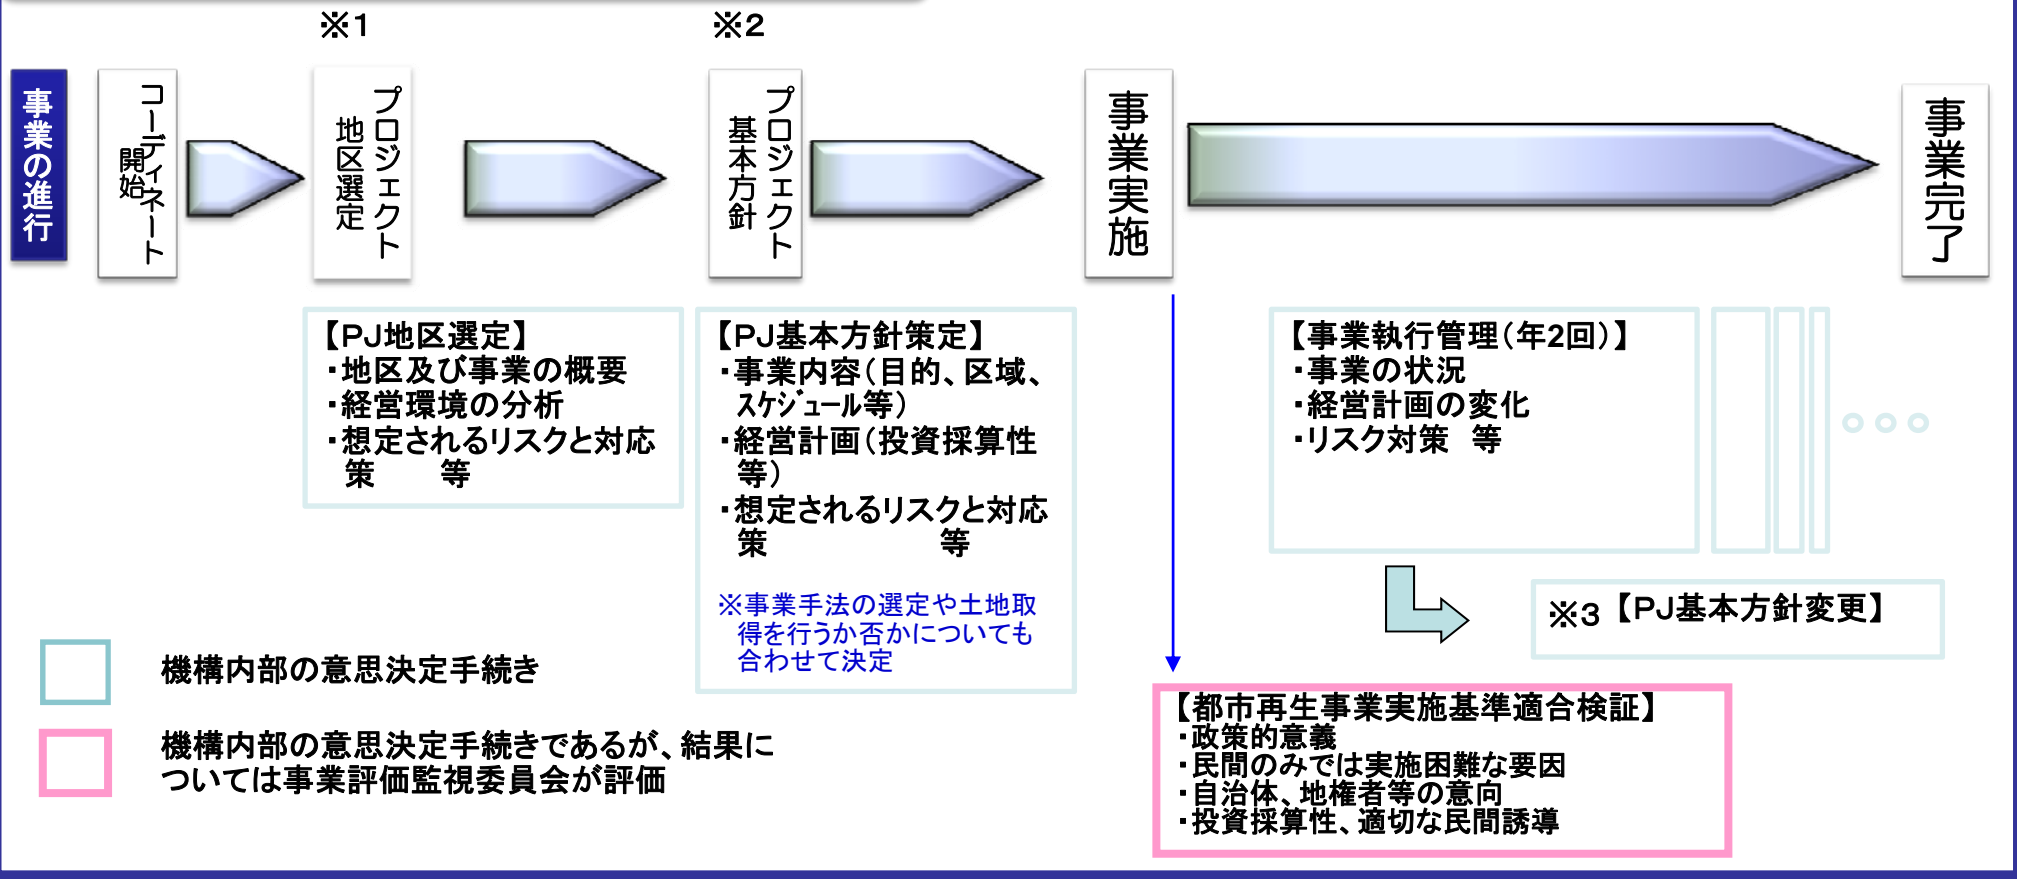 ※1
※2
事業の進行
コーディネート
開始
プロジェクト
地区選定
プロジェクト
基本方針
事業実施
事業完了
【PJ地区選定】
・地区及び事業の概要
・経営環境の分析
・想定されるリスクと対応
策　　等
【PJ基本方針策定】
・事業内容(目的、区域、
ｽｹｼﾞｭｰﾙ等)
・経営計画(投資採算性
等)
・想定されるリスクと対応
策　　　　　等
※事業手法の選定や土地取
得を行うか否かについても
合わせて決定
【事業執行管理(年2回)】
・事業の状況
・経営計画の変化
・リスク対策　等
※3【PJ基本方針変更】
機構内部の意思決定手続き
機構内部の意思決定手続きであるが、結果に
ついては事業評価監視委員会が評価
【都市再生事業実施基準適合検証】
・政策的意義
・民間のみでは実施困難な要因
・自治体、地権者等の意向
・投資採算性、適切な民間誘導